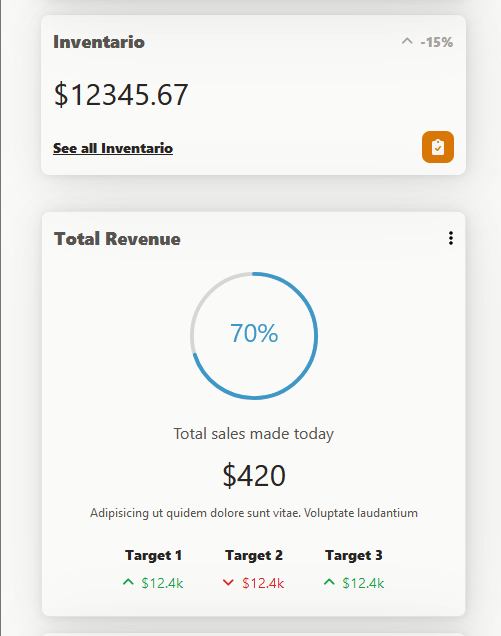 Inventario
-15%
$12345.67
See all Inventario
Total Revenue
70%
Total sales made today
$420
Adipisicing ut quidem dolore sunt vitae. Voluptate laudantium
Target 1 Target 2 Target 3
$12.4k $12.4k $12.4k